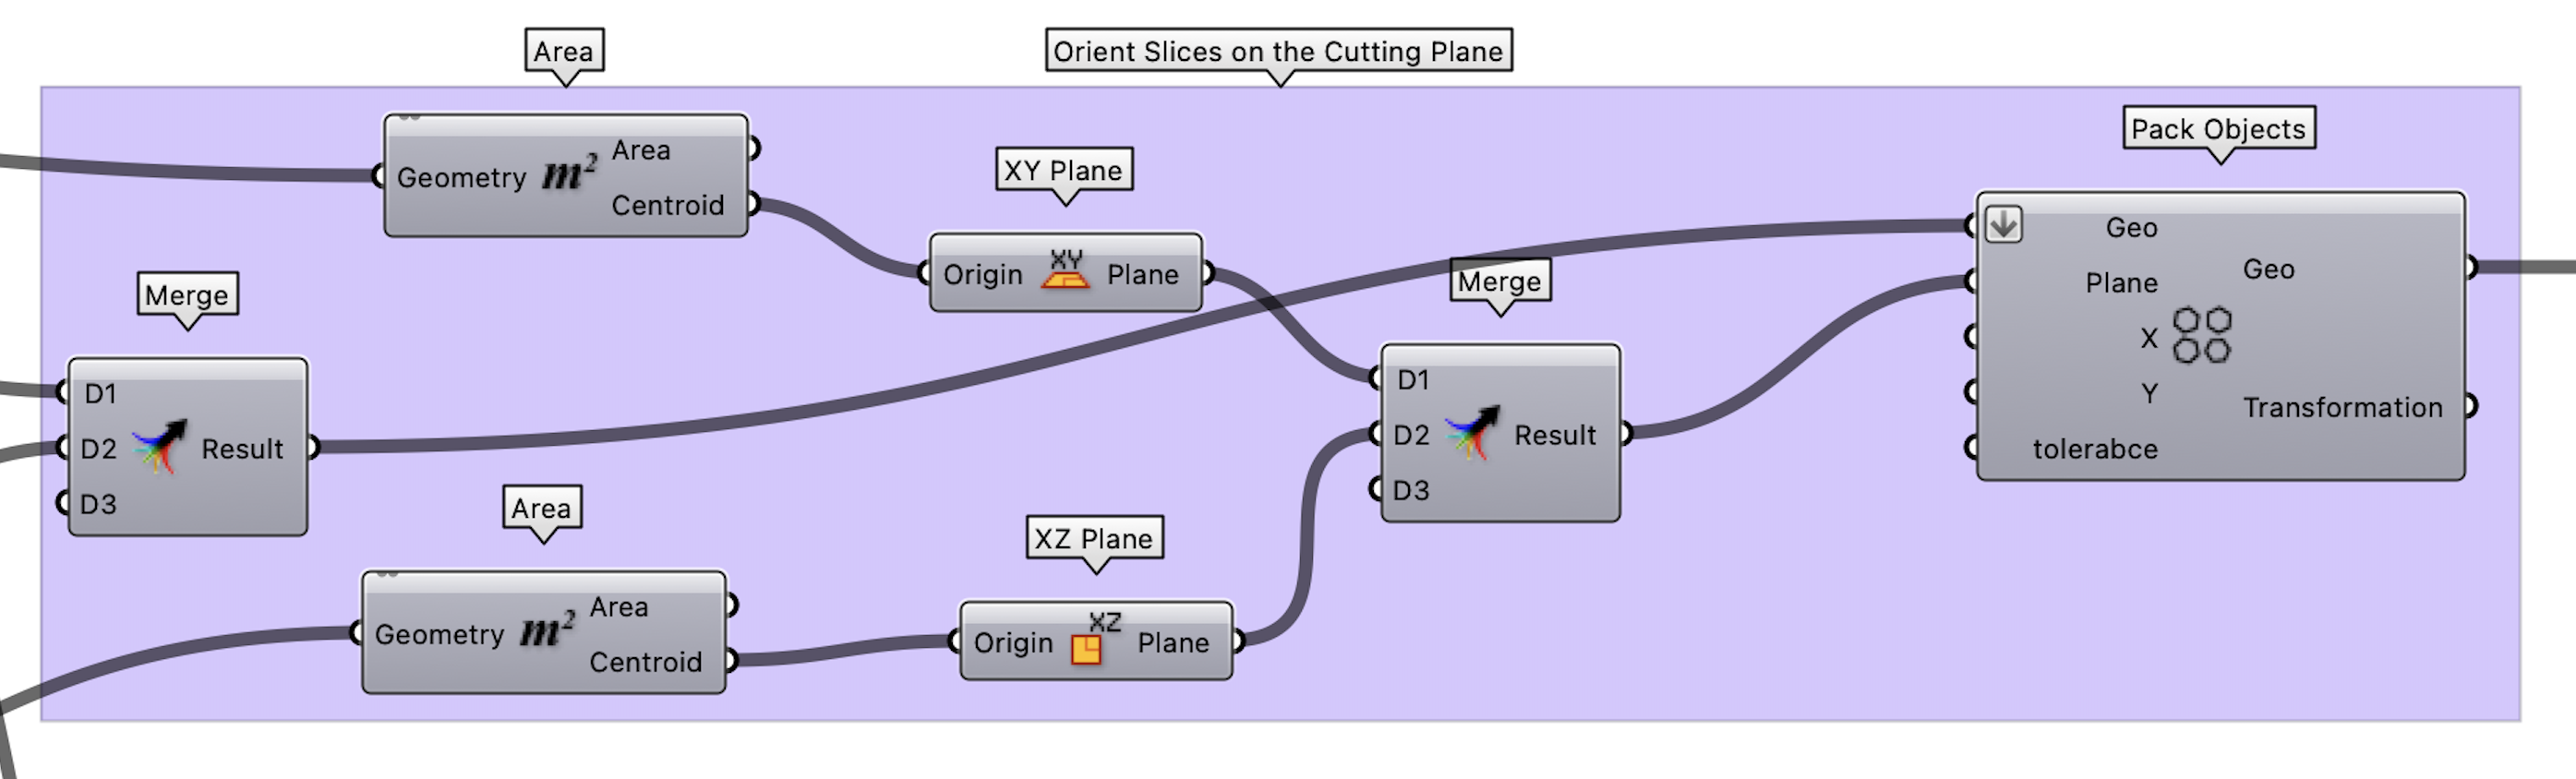 Area
Orient Slices on the Cutting Plane
Pack Objects
Geometry m² Area
Centroid
XY Plane
Origin XY Plane
Merge
D1
D2 Result
D3
Merge
D1
D2 Result
D3
Geo
Plane Geo
X
Y Transformation
tolerabce
Area
Geometry m² Area
Centroid
XZ Plane
Origin XZ Plane